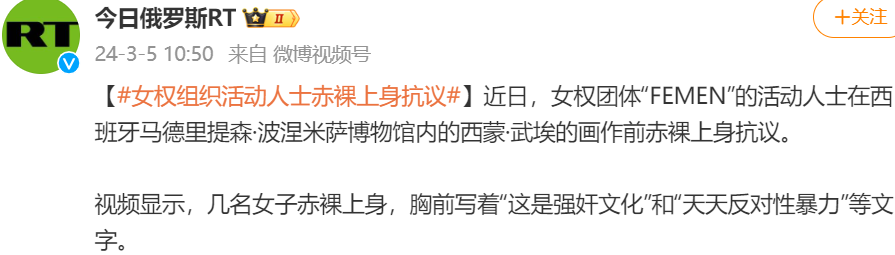 RT
今日俄罗斯RT II
+关注
24-3-5 10:50 来自 微博视频号
【#女权组织活动人士赤裸上身抗议#】近日，女权团体“FEMEN”的活动人士在西
班牙马德里提森·波涅米萨博物馆内的西蒙·武埃的画作前赤裸上身抗议。
视频显示，几名女子赤裸上身，胸前写着“这是强奸文化”和“天天反对性暴力”等文
字。